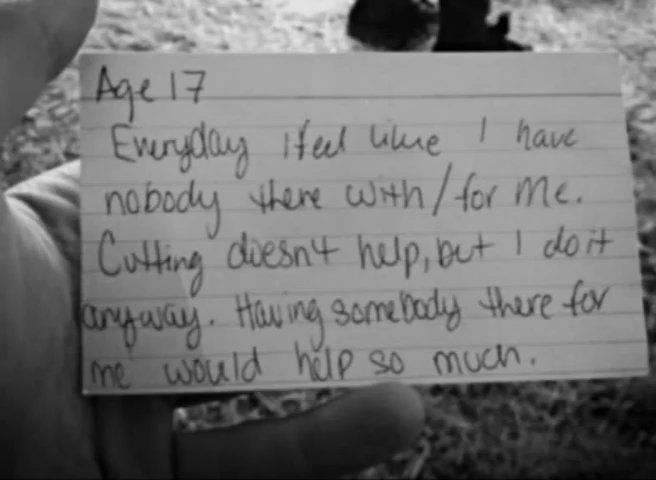 Age 17
Everyday I feel like I have
nobody there with/for me.
Cutting doesn't help, but I do it
anyway. Having somebody there for
me would help so much.